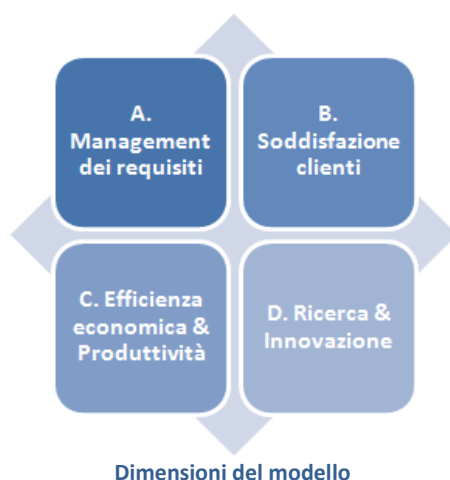 A.
Management
dei requisiti
B.
Soddisfazione
clienti
C. Efficienza
economica &
Produttività
D. Ricerca &
Innovazione
Dimensioni del modello